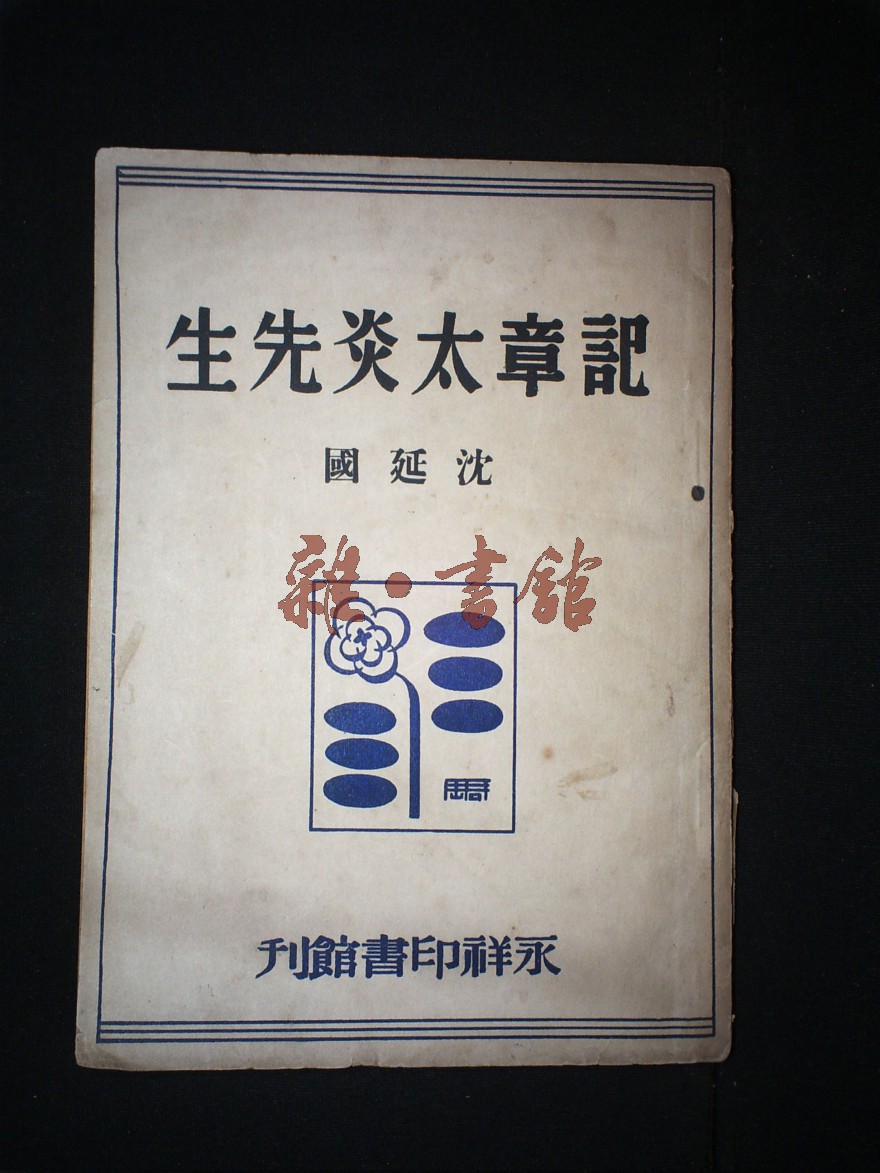 記章太炎先生
沈延國
雜·書館
永祥印書館刊